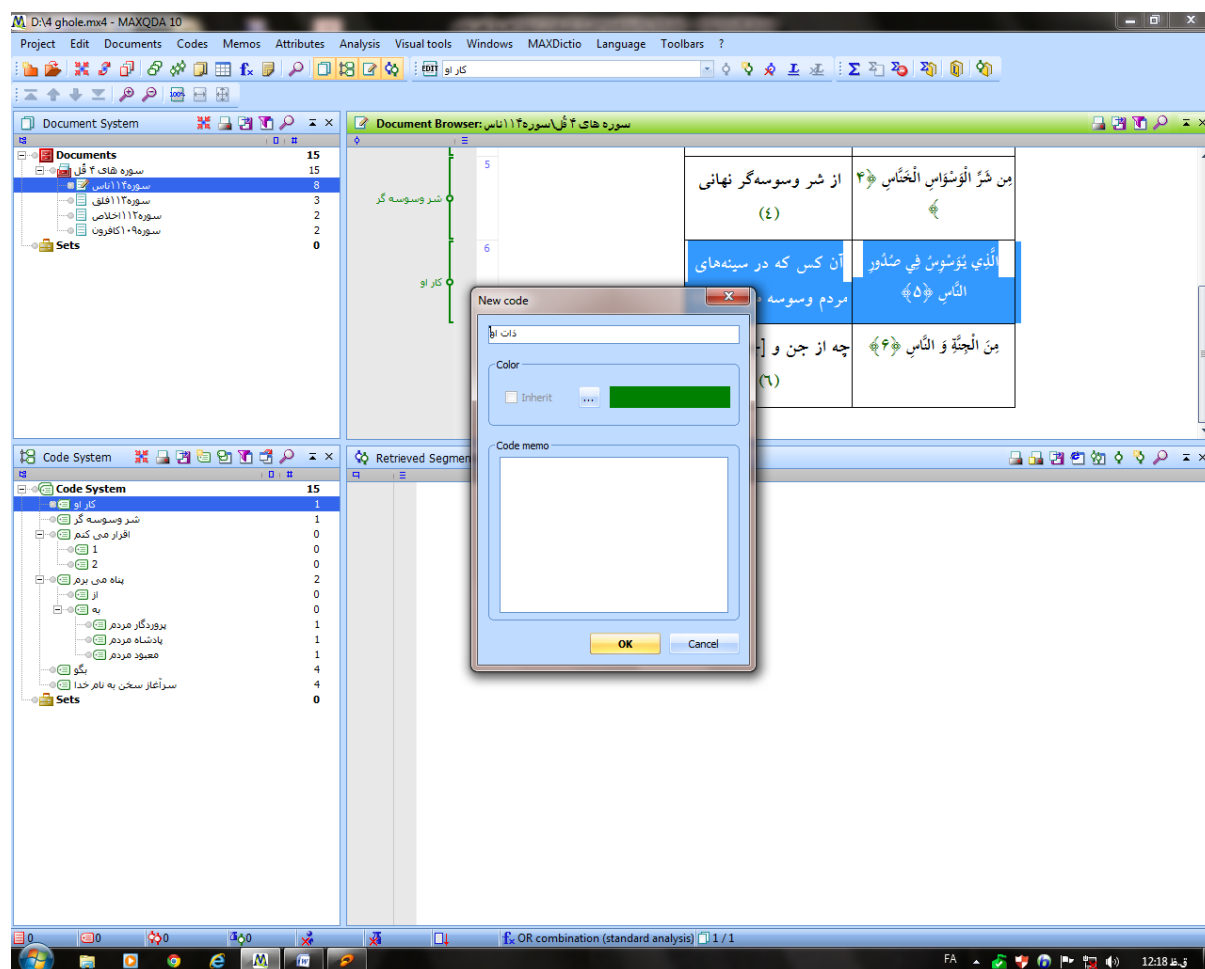 D:\4 ghole.mx4 - MAXQDA 10
Project Edit Documents Codes Memos Attributes Analysis Visual tools Windows MAXDictio Language Toolbars ?
EDIT کار او
100%
Document System
Documents 15
سوره های ۴ قُل 15
سوره۱۱۴ناس 8
سوره۱۱۳فلق 3
سوره۱۱۲اخلاص 2
سوره۱۰۹کافرون 2
Sets 0
Document Browser: سوره های ۴ قُل\سوره۱۱۴ناس
5
شر وسوسه گر
مِن شَرِّ الْوَسْوَاسِ الْخَنَّاسِ ﴿۴﴾
از شر وسوسه‌گر نهانی
(٤)
6
کار او
الَّذِي يُوَسْوِسُ فِي صُدُورِ
النَّاسِ ﴿۵﴾
آن کس که در سینه‌های
مردم وسوسه
مِنَ الْجِنَّةِ وَ النَّاسِ ﴿۶﴾
چه از جن و [
(٦)
New code
ذات او
Color
Inherit
...
Code memo
OK
Cancel
Code System
Code System 15
کار او 1
شر وسوسه گر 1
اقرار می کنم 0
1 0
2 0
پناه می برم 2
از 0
به 0
پروردگار مردم 1
پادشاه مردم 1
معبود مردم 1
بگو 4
سرآغاز سخن به نام خدا 4
Sets 0
Retrieved Segmen
0 0 0 0
OR combination (standard analysis) 1 / 1
FA
12:18 ق.ظ